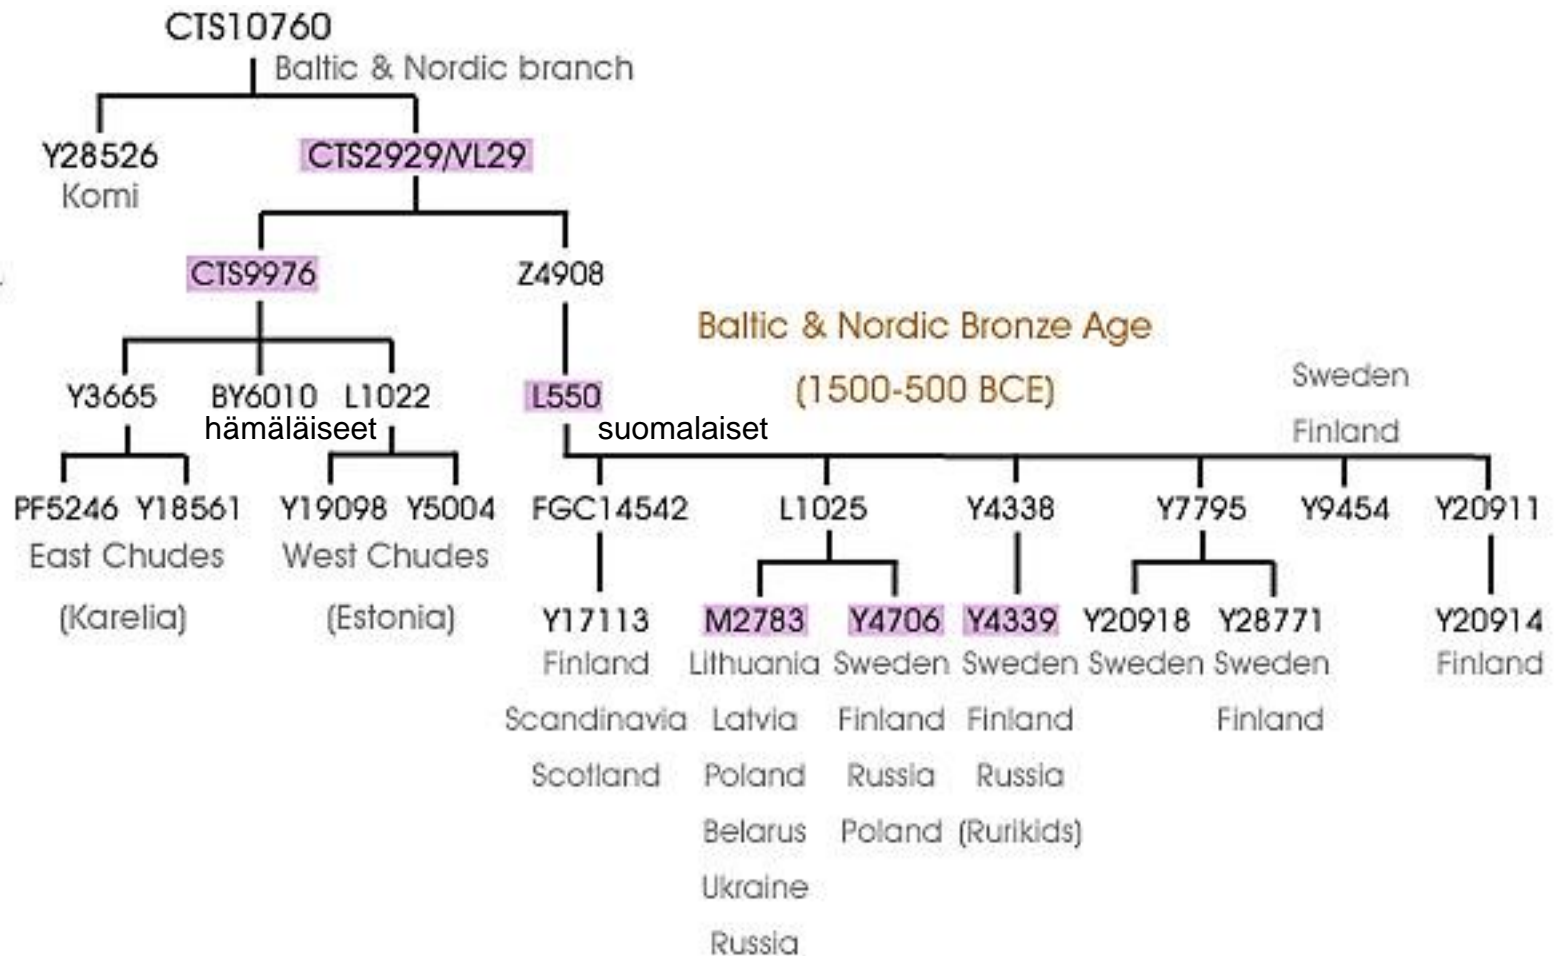 CTS10760
Baltic & Nordic branch
Y28526 CTS2929/VL29
Komi
CTS9976 Z4908
Baltic & Nordic Bronze Age
(1500-500 BCE)
Sweden
Finland
Y3665 BY6010 L1022 L550
hämäläiseet suomalaiset
PF5246 Y18561 Y19098 Y5004 FGC14542 L1025 Y4338 Y7795 Y9454 Y20911
East Chudes West Chudes
(Karelia) (Estonia) Y17113 M2783 Y4706 Y4339 Y20918 Y28771 Y20914
Finland Lithuania Sweden Sweden Sweden Sweden Finland
Scandinavia Latvia Finland Finland Finland
Scotland Poland Russia Russia
Belarus Poland (Rurikids)
Ukraine
Russia